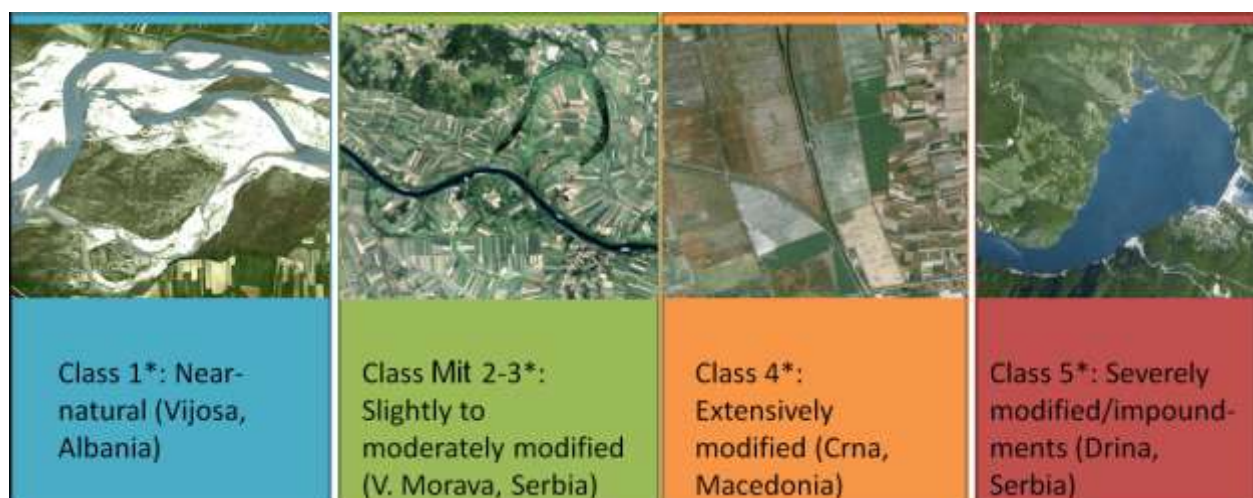 Class 1*: Near-
natural (Vijosa,
Albania)
Class Mit 2-3*:
Slightly to
moderately modified
(V. Morava, Serbia)
Class 4*:
Extensively
modified (Crna,
Macedonia)
Class 5*: Severely
modified/impound-
ments (Drina,
Serbia)